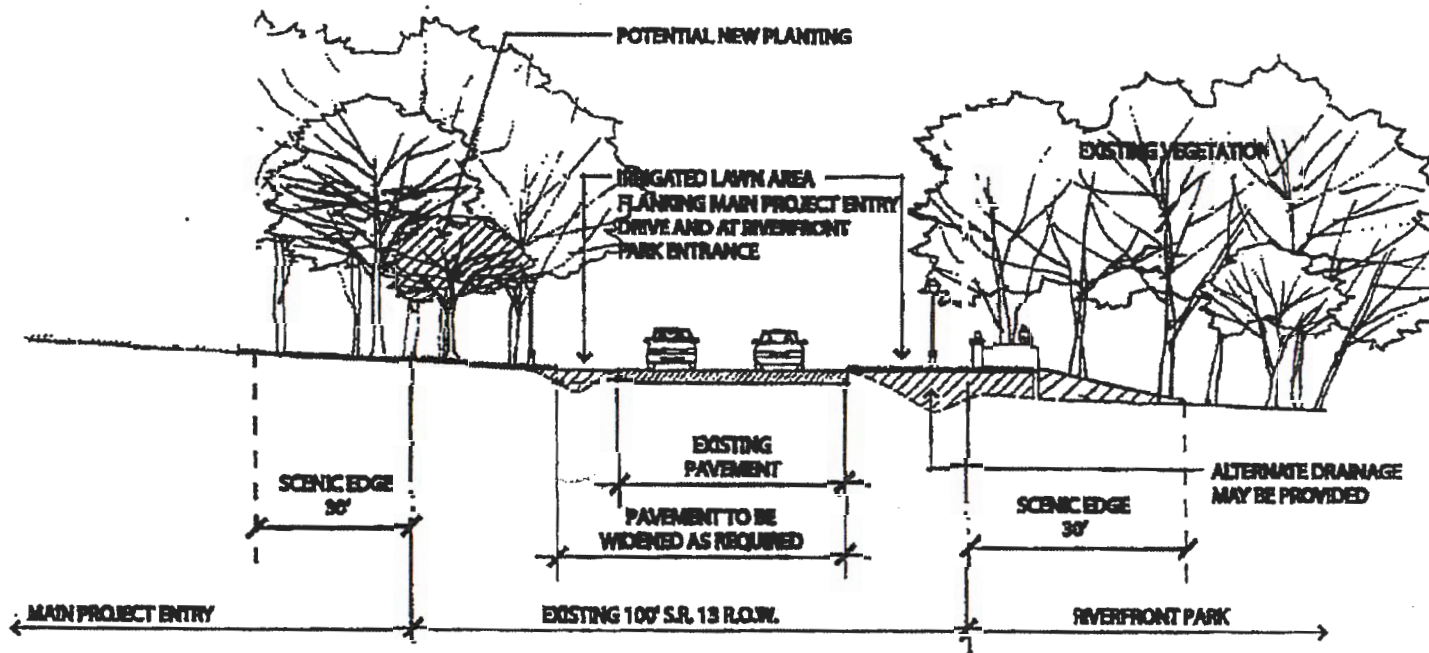 POTENTIAL NEW PLANTING
EXISTING VEGETATION
IRRIGATED LAWN AREA
FLANKING MAIN PROJECT ENTRY
DRIVE AND AT RIVERFRONT
PARK ENTRANCE
EXISTING
PAVEMENT
SCENIC EDGE
30'
ALTERNATE DRAINAGE
MAY BE PROVIDED
PAVEMENT TO BE
WIDENED AS REQUIRED
SCENIC EDGE
30'
MAIN PROJECT ENTRY
EXISTING 100' S.R. 13 R.O.W.
RIVERFRONT PARK